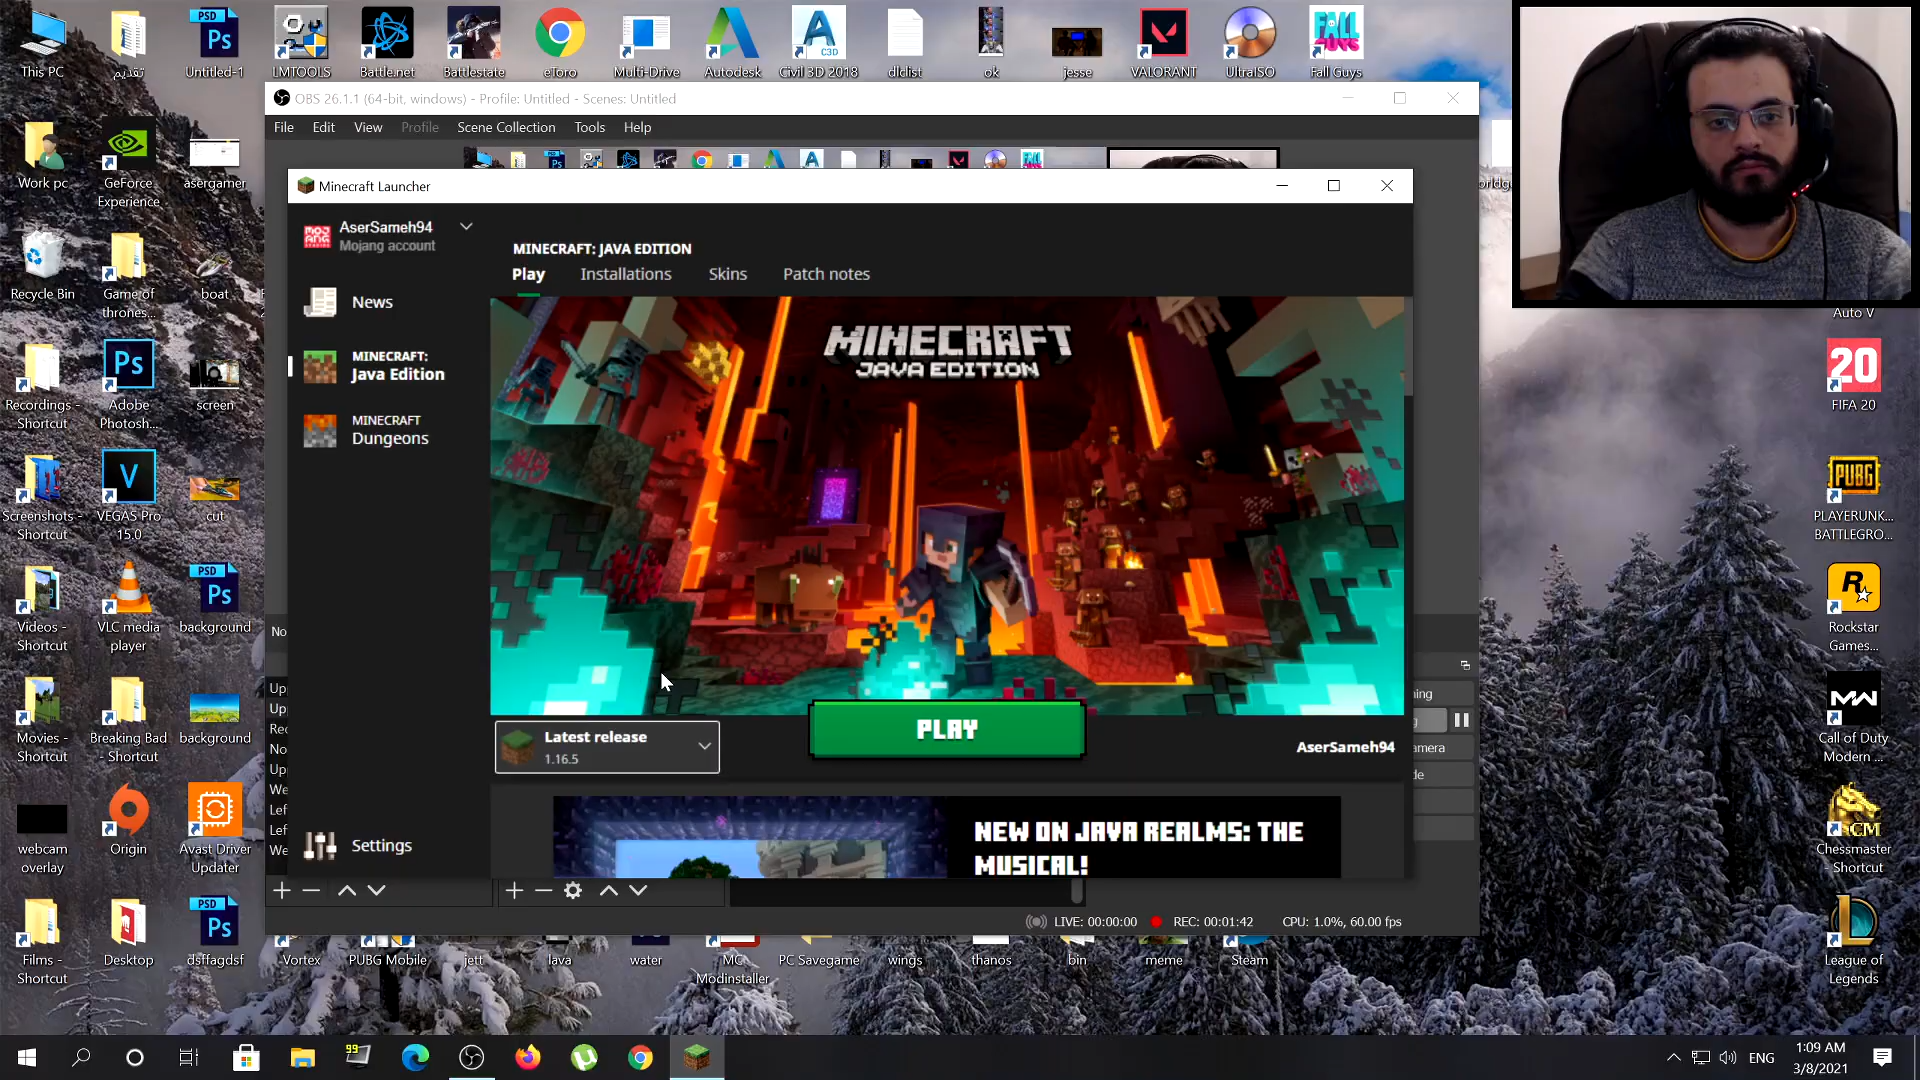 This PC
تقديم
Untitled-1
LMTOOLS
Battle.net
Battlestate
eToro
Multi-Drive
Autodesk
Civil 3D 2018
dlclist
ok
jesse
VALORANT
UltraISO
Fall Guys
OBS 26.1.1 (64-bit, windows) - Profile: Untitled - Scenes: Untitled
File Edit View Profile Scene Collection Tools Help
Work pc
GeForce
Experience
asergamer
Minecraft Launcher
AserSameh94
Mojang account
MINECRAFT: JAVA EDITION
Play Installations Skins Patch notes
News
MINECRAFT:
Java Edition
MINECRAFT
Dungeons
MINECRAFT
JAVA EDITION
Recycle Bin
Game of
thrones...
boat
Recordings -
Shortcut
Adobe
Photosh...
screen
Screenshots -
Shortcut
VEGAS Pro
15.0
cut
Videos -
Shortcut
VLC media
player
background
Movies -
Shortcut
Breaking Bad
- Shortcut
background
webcam
overlay
Origin
Avast Driver
Updater
Films -
Shortcut
Desktop
dsffagdsf
Latest release
1.16.5
PLAY
AserSameh94
Settings
NEW ON JAVA REALMS: THE
MUSICAL!
LIVE: 00:00:00
REC: 00:01:42
CPU: 1.0%, 60.00 fps
Vortex
PUBG Mobile
jett
lava
water
MC
Modinstaller
PC Savegame
wings
thanos
bin
meme
Steam
Auto V
20
FIFA 20
PUBG
PLAYERUNK...
BATTLEGRO...
Rockstar
Games...
MW
Call of Duty
Modern ...
CM
Chessmaster
- Shortcut
League of
Legends
99
ENG
1:09 AM
3/8/2021